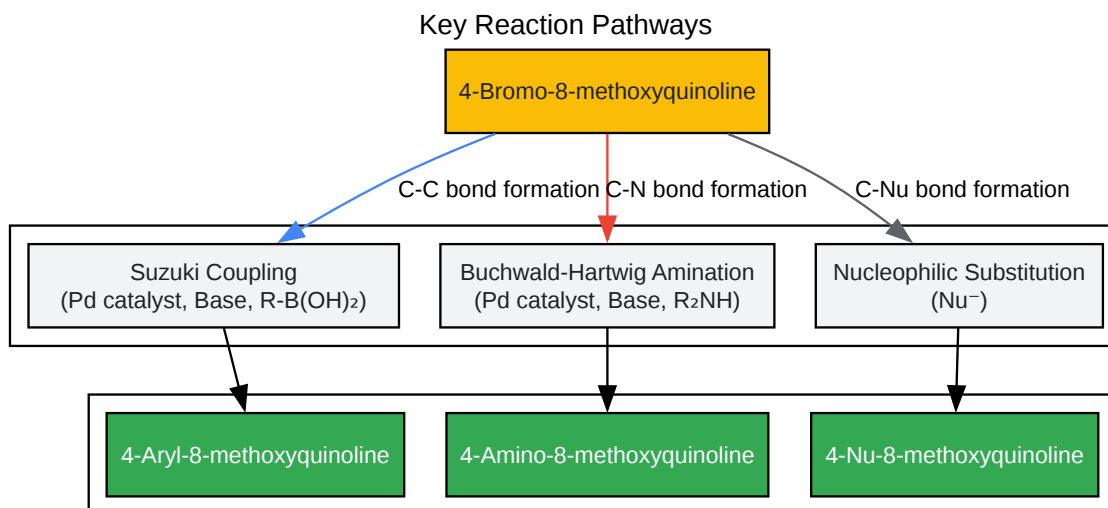 Key Reaction Pathways
4-Bromo-8-methoxyquinoline
C-C bond formation
C-N bond formation
C-Nu bond formation
Suzuki Coupling
(Pd catalyst, Base, R-B(OH)₂)
Buchwald-Hartwig Amination
(Pd catalyst, Base, R₂NH)
Nucleophilic Substitution
(Nu⁻)
4-Aryl-8-methoxyquinoline
4-Amino-8-methoxyquinoline
4-Nu-8-methoxyquinoline